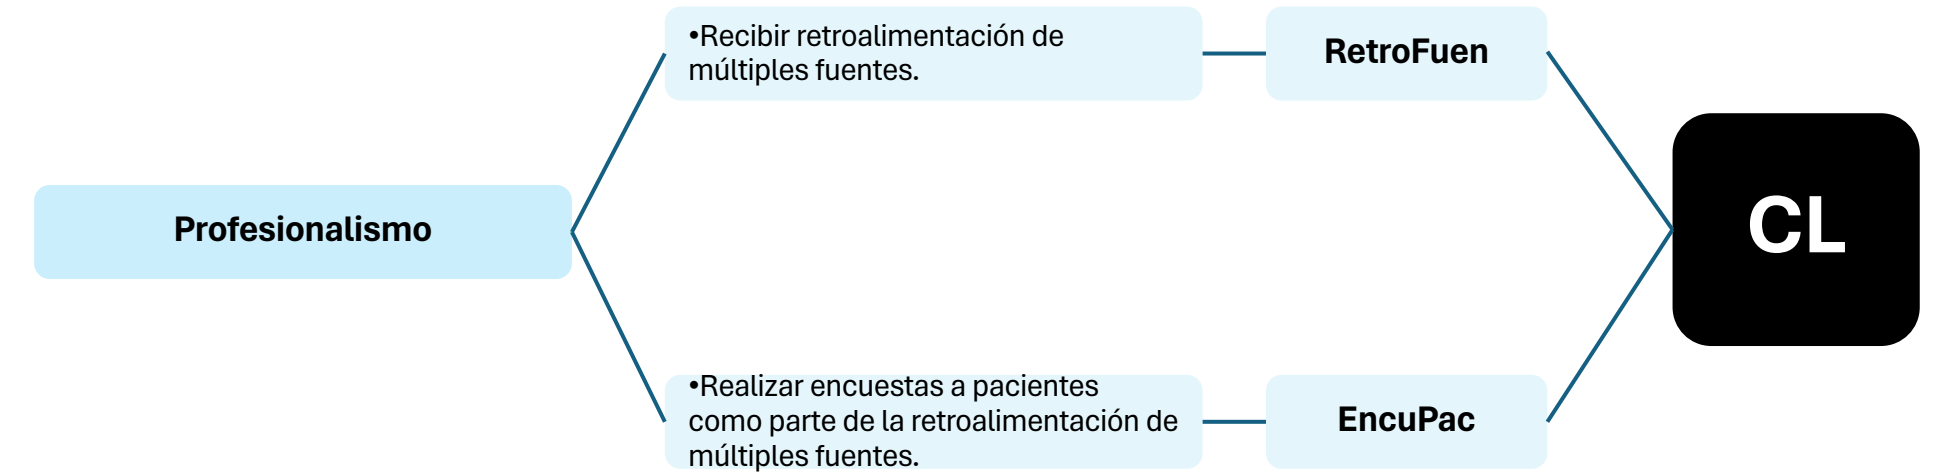 •Recibir retroalimentación de
múltiples fuentes.
RetroFuen
Profesionalismo
CL
•Realizar encuestas a pacientes
como parte de la retroalimentación de
múltiples fuentes.
EncuPac